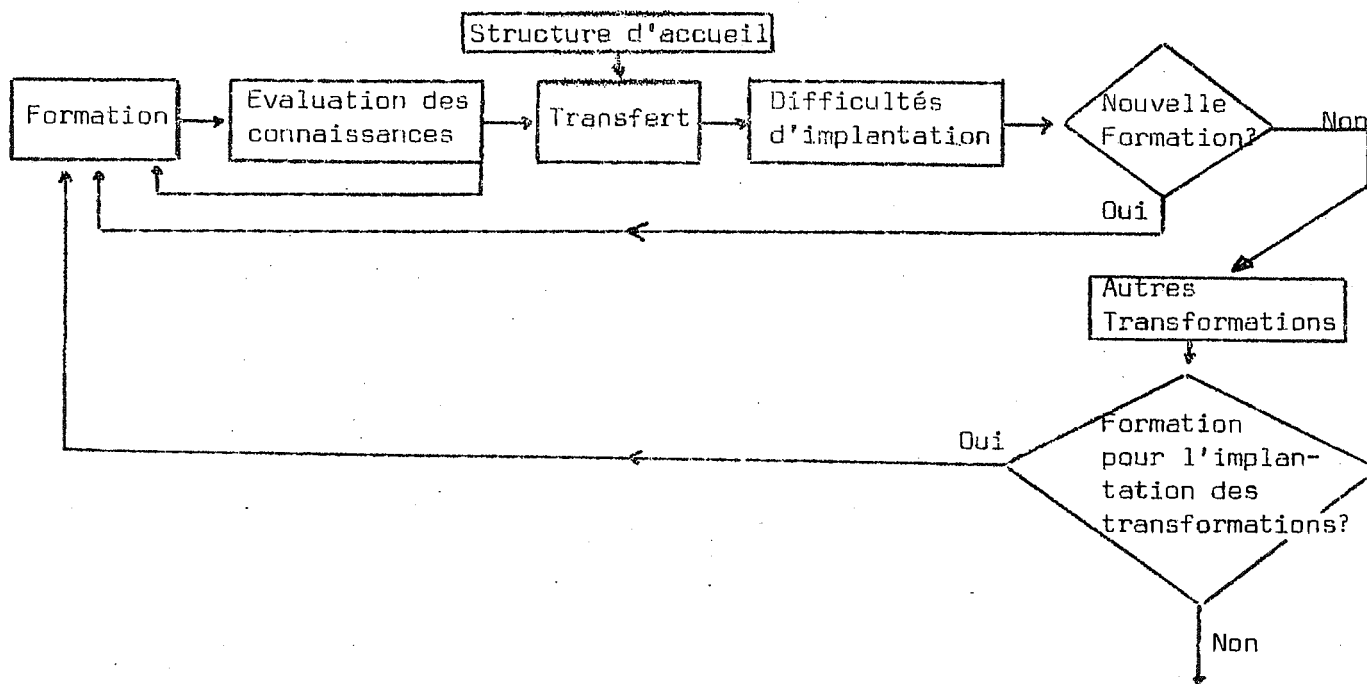 Structure d'accueil
Formation
Evaluation des
connaissances
Transfert
Difficultés
d'implantation
Nouvelle
Formation?
Non
Oui
Autres
Transformations
Oui
Formation
pour l'implan-
tation des
transformations?
Non